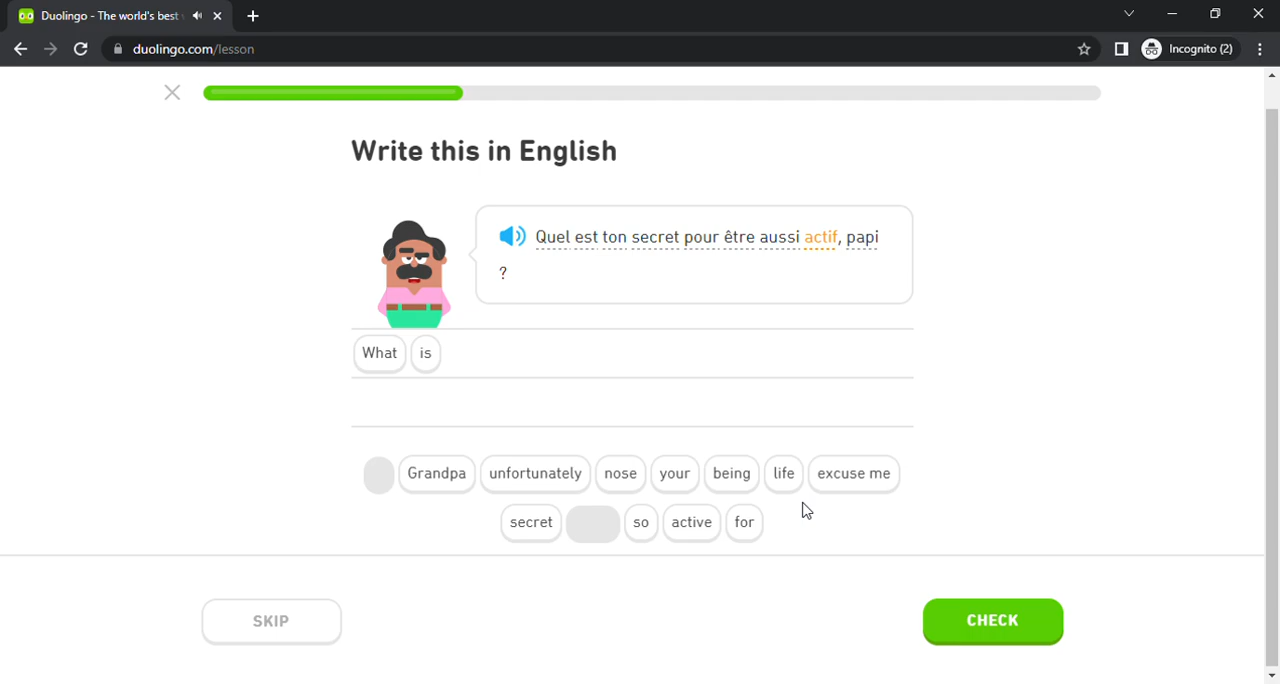 Duolingo - The world's best
duolingo.com/lesson
Incognito (2)
Write this in English
Quel est ton secret pour être aussi actif, papi
?
What is
Grandpa unfortunately nose your being life excuse me
secret so active for
SKIP CHECK